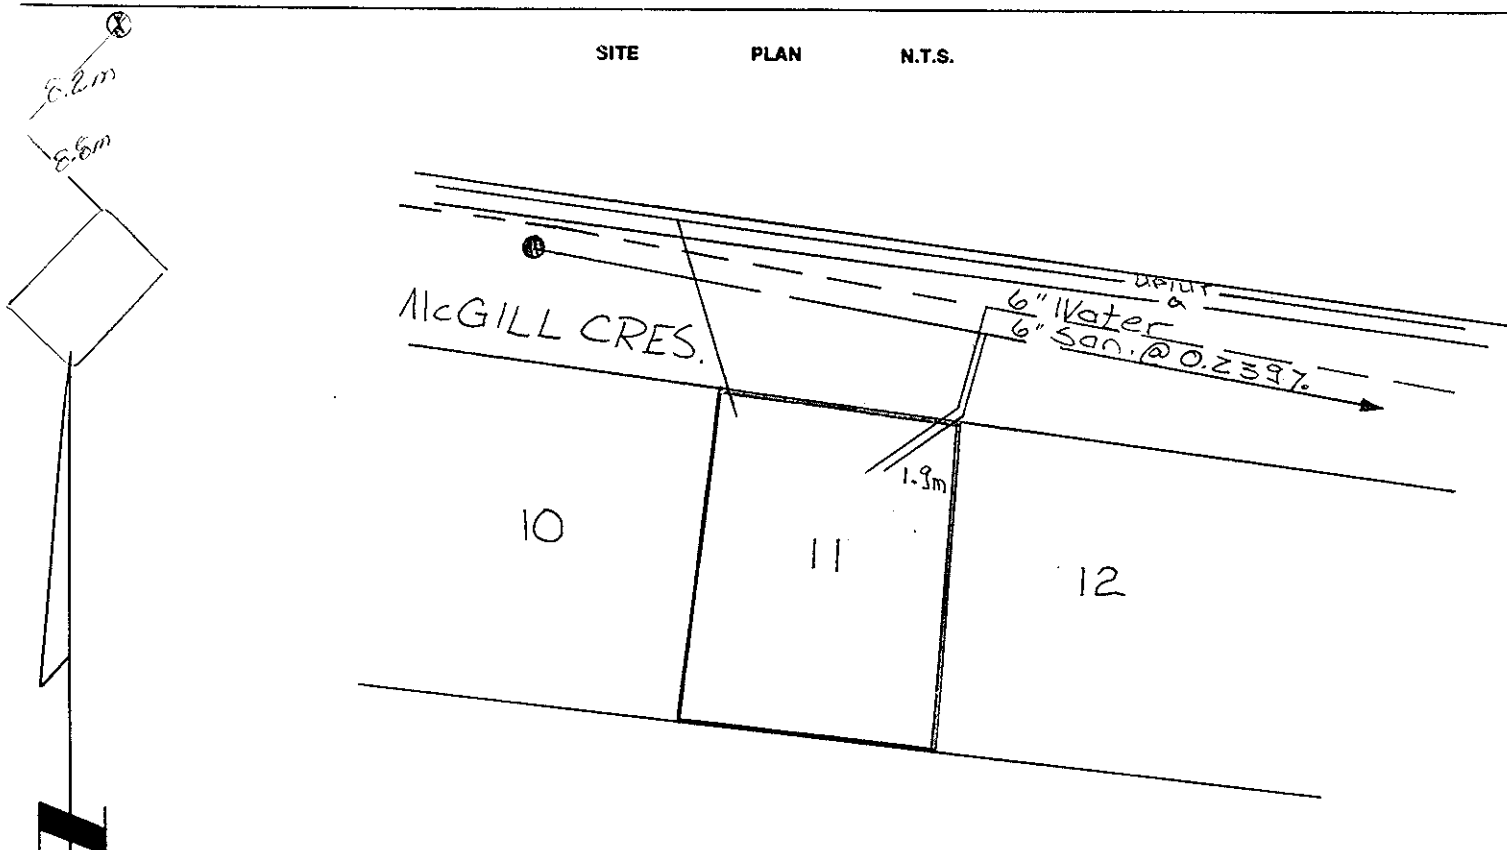 SITE PLAN N.T.S.
8.2m
8.8m
McGILL CRES.
6" Water
6" San. @ 0.239%
1.9m
10
11
12